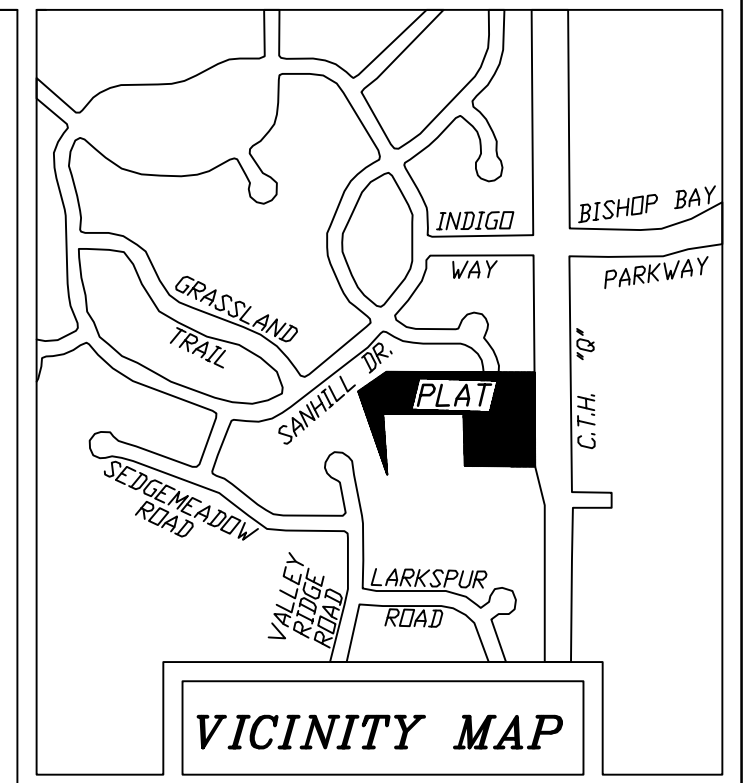 INDIGO
WAY
BISHOP BAY
PARKWAY
GRASSLAND
TRAIL
SANHILL DR.
PLAT
C.T.H. "Q"
SEDGEMEADOW
ROAD
VALLEY
RIDGE
ROAD
LARKSPUR
ROAD
VICINITY MAP